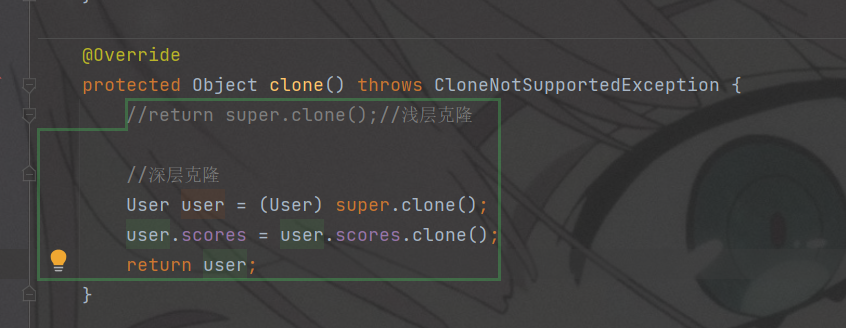 }
@Override
protected Object clone() throws CloneNotSupportedException {
//return super.clone();//浅层克隆
//深层克隆
User user = (User) super.clone();
user.scores = user.scores.clone();
return user;
}